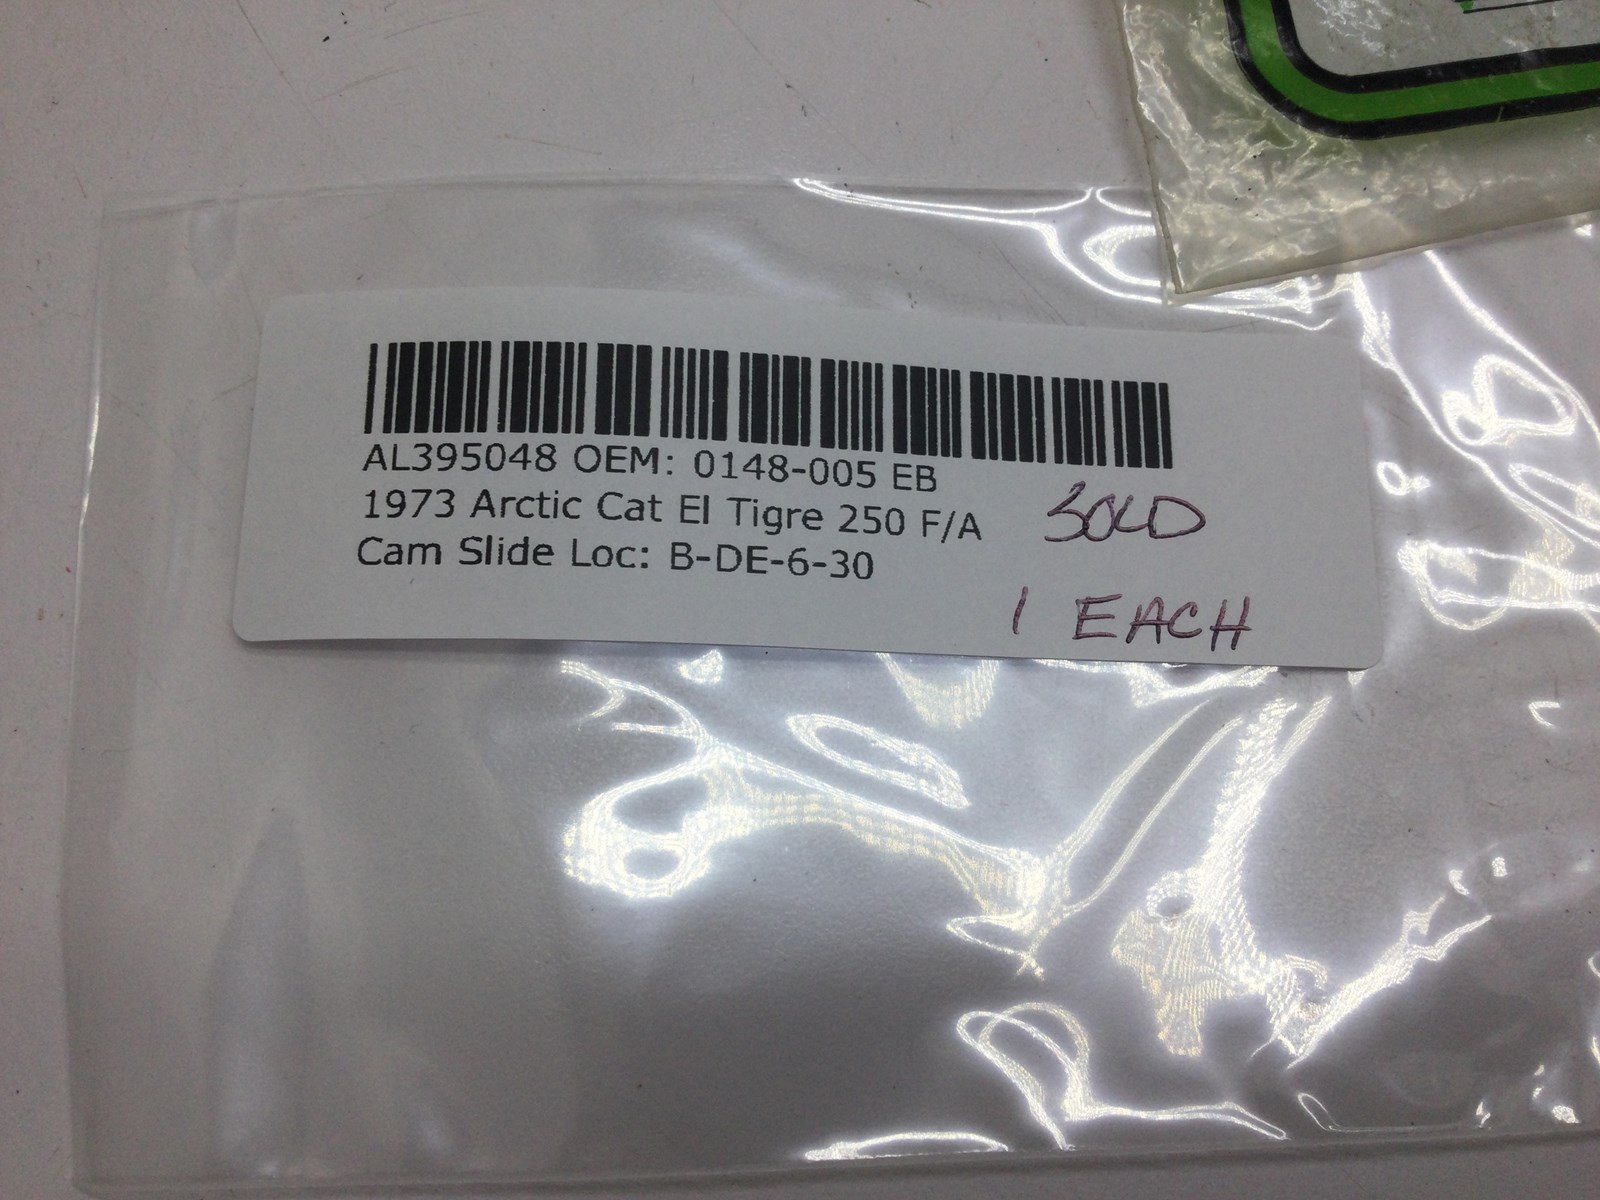 AL395048 OEM: 0148-005 EB
1973 Arctic Cat El Tigre 250 F/A
Cam Slide Loc: B-DE-6-30
SOLD
1 EACH